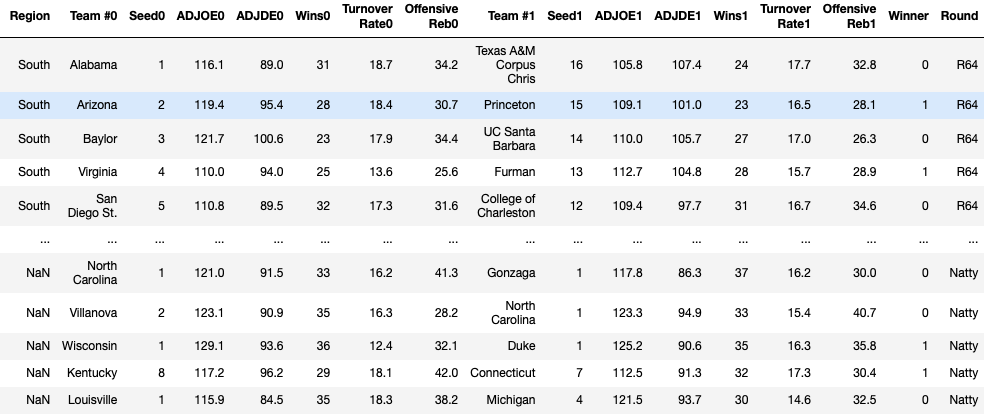 Region Team #0 Seed0 ADJOE0 ADJDE0 Wins0 Turnover Rate0 Offensive Reb0 Team #1 Seed1 ADJOE1 ADJDE1 Wins1 Turnover Rate1 Offensive Reb1 Winner Round
South Alabama 1 116.1 89.0 31 18.7 34.2 Texas A&M Corpus Chris 16 105.8 107.4 24 17.7 32.8 0 R64
South Arizona 2 119.4 95.4 28 18.4 30.7 Princeton 15 109.1 101.0 23 16.5 28.1 1 R64
South Baylor 3 121.7 100.6 23 17.9 34.4 UC Santa Barbara 14 110.0 105.7 27 17.0 26.3 0 R64
South Virginia 4 110.0 94.0 25 13.6 25.6 Furman 13 112.7 104.8 28 15.7 28.9 1 R64
South San Diego St. 5 110.8 89.5 32 17.3 31.6 College of Charleston 12 109.4 97.7 31 16.7 34.6 0 R64
... ... ... ... ... ... ... ... ... ... ... ... ... ... ... ... ...
NaN North Carolina 1 121.0 91.5 33 16.2 41.3 Gonzaga 1 117.8 86.3 37 16.2 30.0 0 Natty
NaN Villanova 2 123.1 90.9 35 16.3 28.2 North Carolina 1 123.3 94.9 33 15.4 40.7 0 Natty
NaN Wisconsin 1 129.1 93.6 36 12.4 32.1 Duke 1 125.2 90.6 35 16.3 35.8 1 Natty
NaN Kentucky 8 117.2 96.2 29 18.1 42.0 Connecticut 7 112.5 91.3 32 17.3 30.4 1 Natty
NaN Louisville 1 115.9 84.5 35 18.3 38.2 Michigan 4 121.5 93.7 30 14.6 32.5 0 Natty